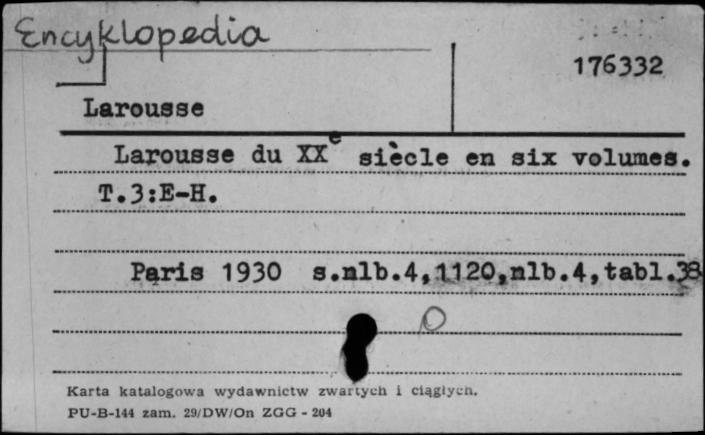 Encyklopedia
176332
Larousse
Larousse du XXe siècle en six volumes.
T.3:E-H.
Paris 1930 s.nlb.4,1120,nlb.4,tabl.38
Karta katalogowa wydawnictw zwartych i ciągłych.
PU-B-144 zam. 29/DW/On ZGG - 204